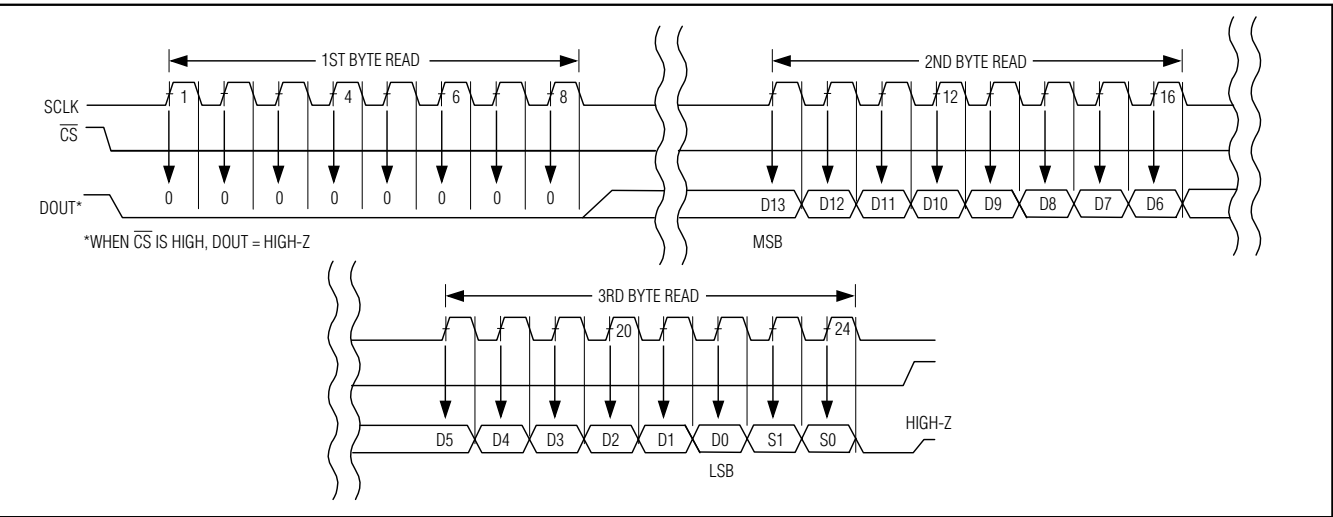 1ST BYTE READ
2ND BYTE READ
SCLK 1 4 6 8 12 16
CS
0 0 0 0 0 0 0 0
DOUT* D13 D12 D11 D10 D9 D8 D7 D6
*WHEN CS IS HIGH, DOUT = HIGH-Z
MSB
3RD BYTE READ
20 24
HIGH-Z
D5 D4 D3 D2 D1 D0 S1 S0
LSB